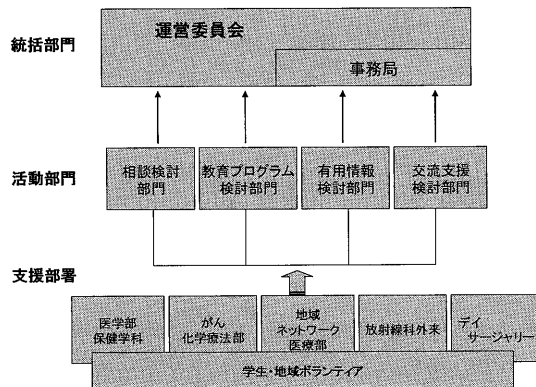 統括部門
運営委員会
事務局
活動部門
相談検討
部門
教育プログラム
検討部門
有用情報
検討部門
交流支援
検討部門
支援部署
医学部
保健学科
がん
化学療法部
地域
ネットワーク
医療部
放射線科外来
デイ
サージャリー
学生・地域ボランティア